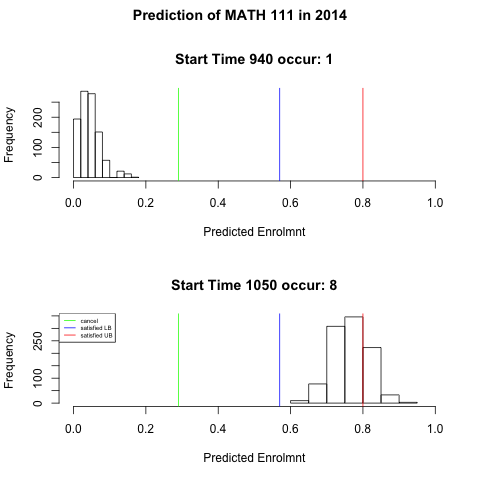 Prediction of MATH 111 in 2014
Start Time 940 occur: 1
Frequency
0 100 200
0.0 0.2 0.4 0.6 0.8 1.0
Predicted Enrolmnt
Start Time 1050 occur: 8
cancel
satisfied LB
satisfied UB
Frequency
0 100 250
0.0 0.2 0.4 0.6 0.8 1.0
Predicted Enrolmnt